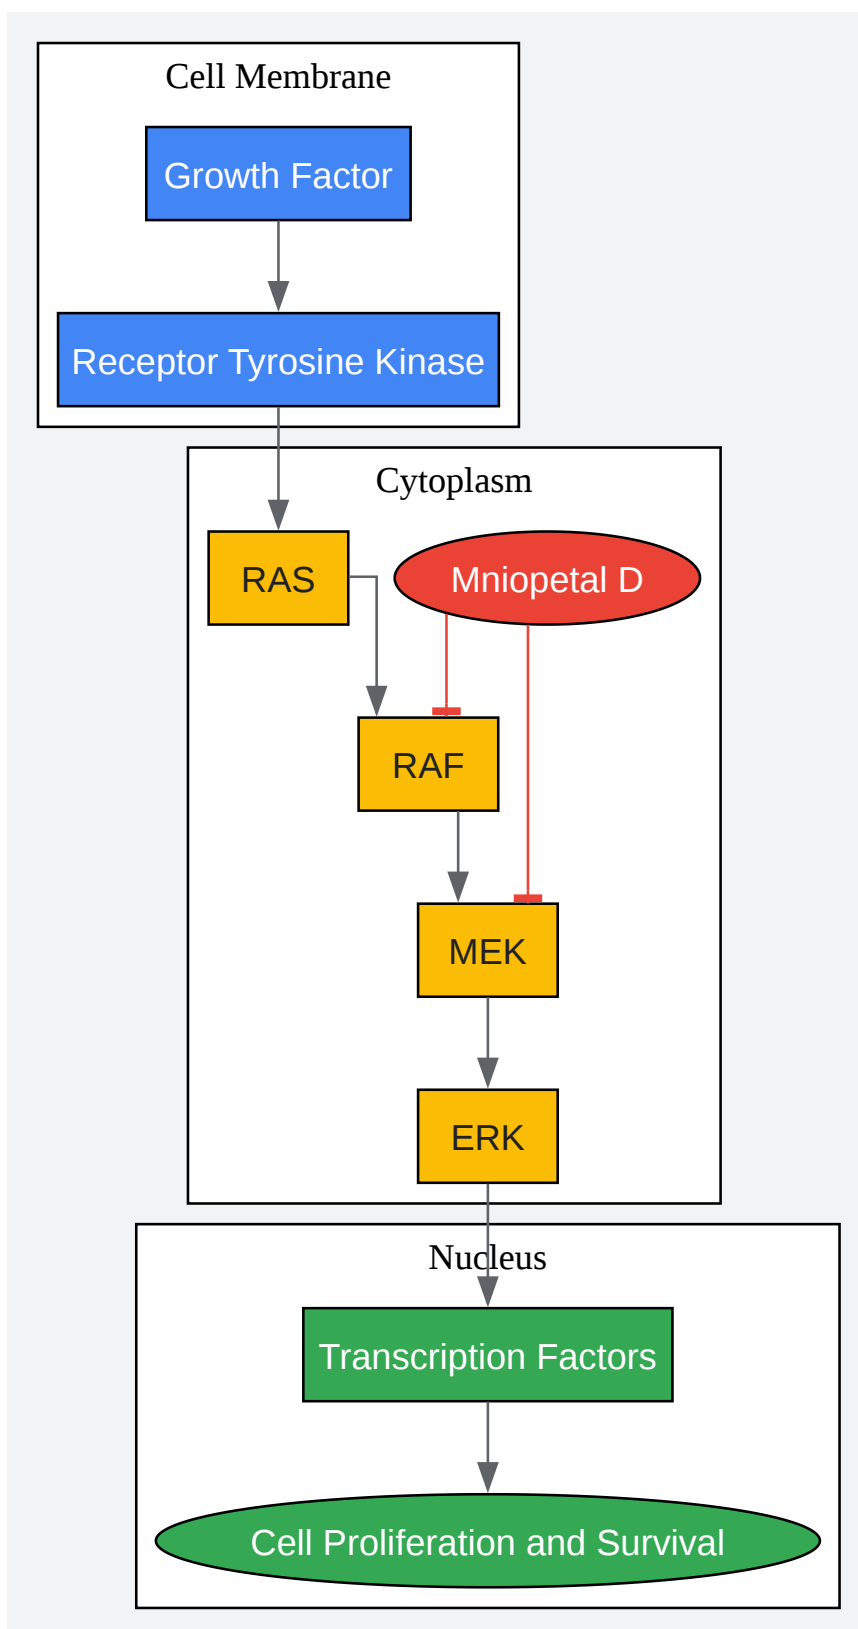 Cell Membrane
Growth Factor
Receptor Tyrosine Kinase
Cytoplasm
RAS
Mniopetal D
RAF
MEK
ERK
Nucleus
Transcription Factors
Cell Proliferation and Survival